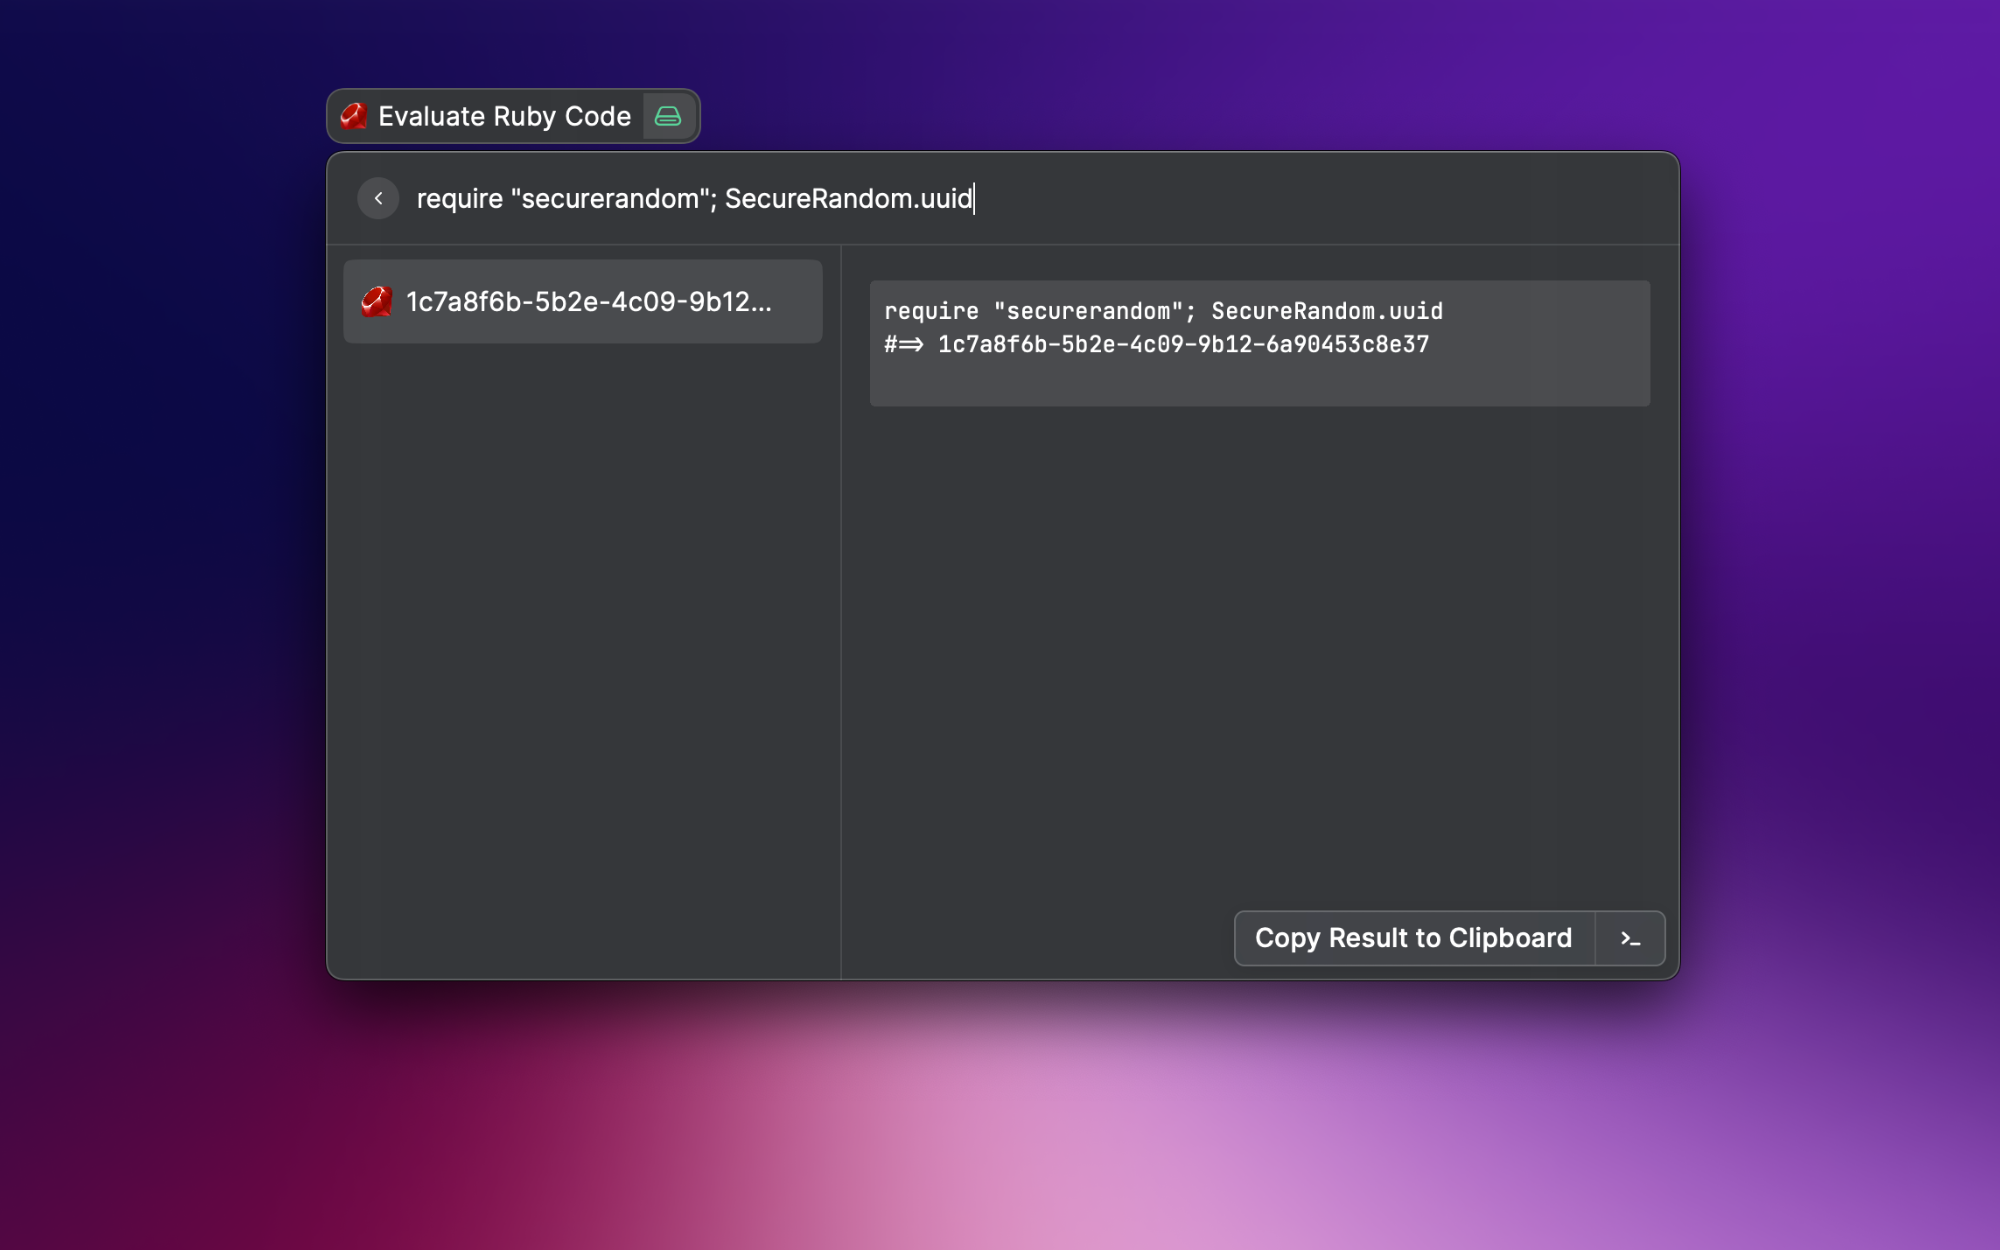 Evaluate Ruby Code
require "securerandom"; SecureRandom.uuid
1c7a8f6b-5b2e-4c09-9b12...
require "securerandom"; SecureRandom.uuid
#=> 1c7a8f6b-5b2e-4c09-9b12-6a90453c8e37
Copy Result to Clipboard